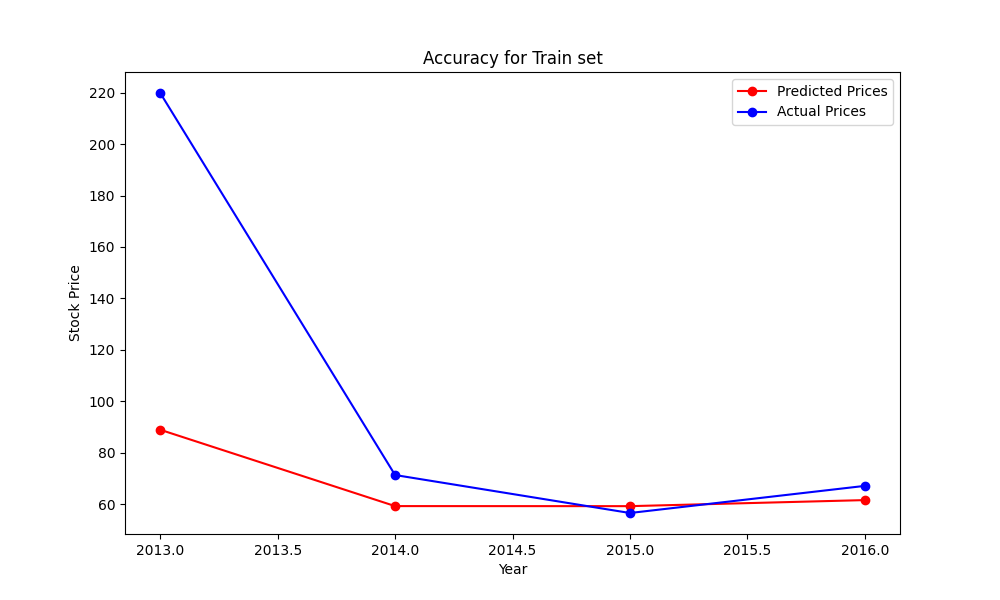 Accuracy for Train set
Predicted Prices
Actual Prices
220
200
180
160
140
120
100
80
60
Stock Price
2013.0 2013.5 2014.0 2014.5 2015.0 2015.5 2016.0
Year